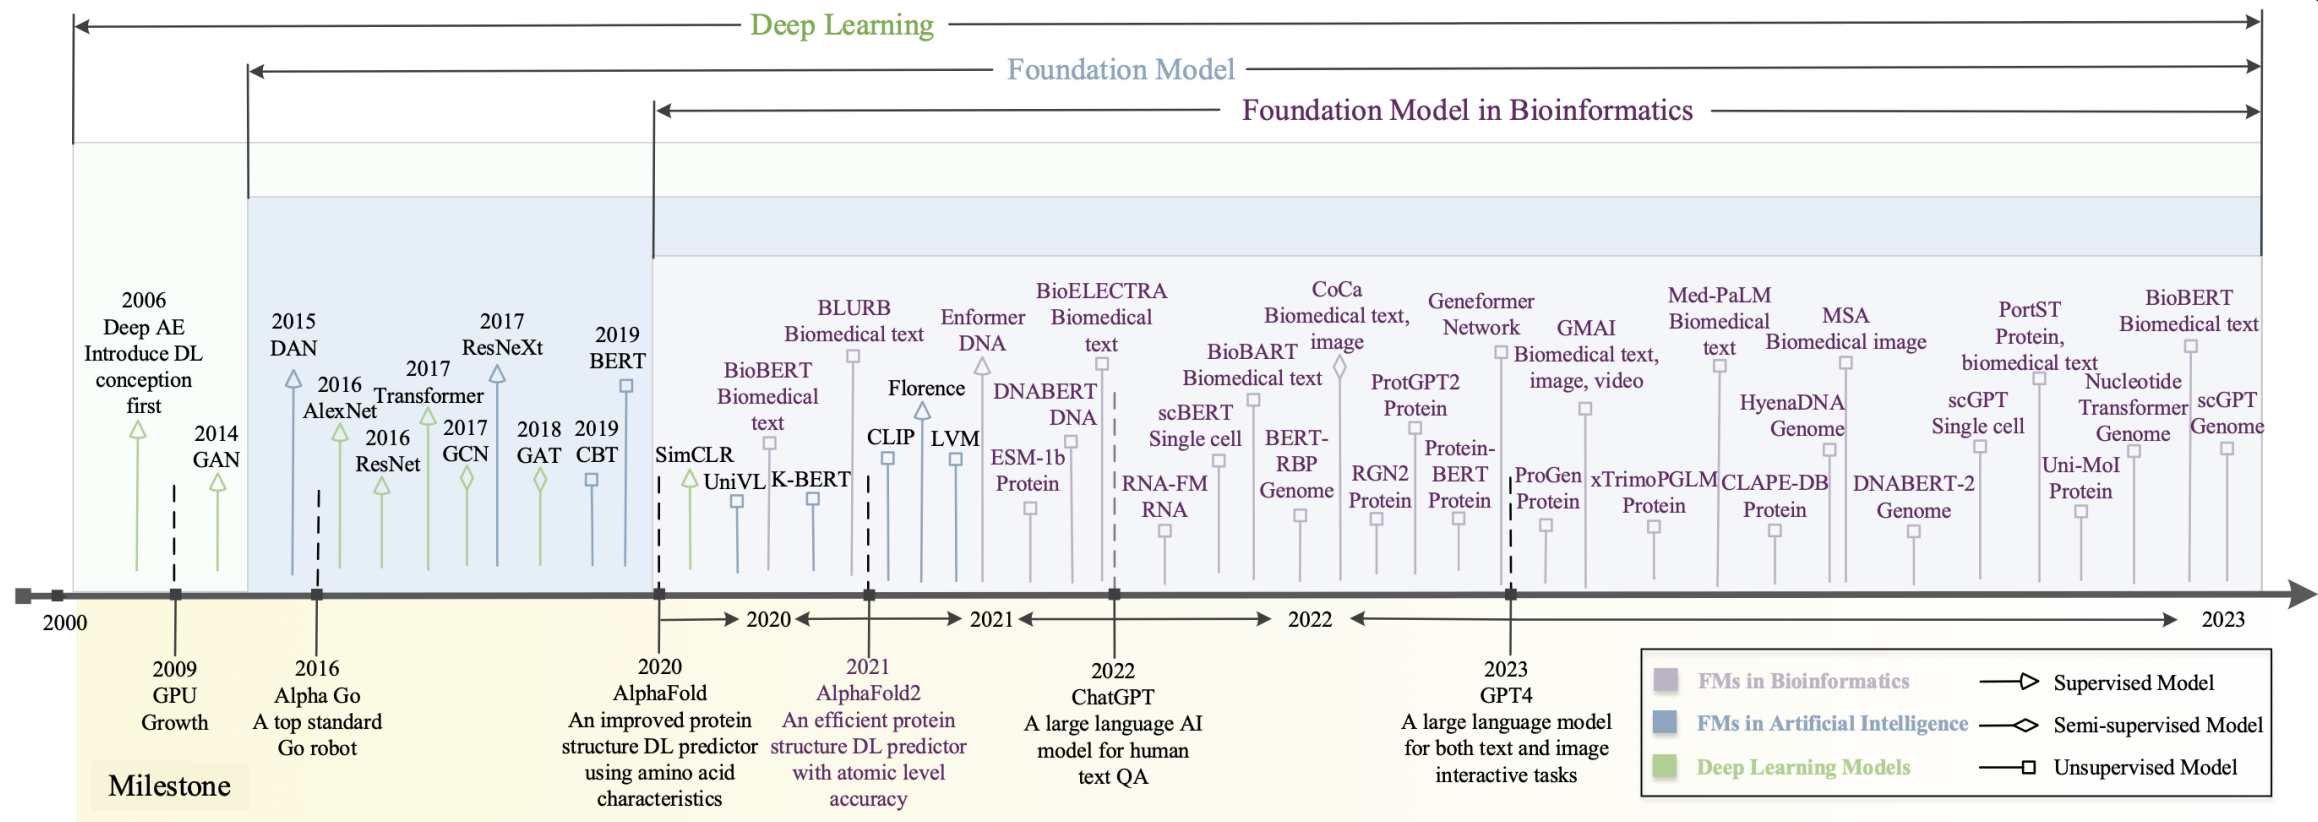 Deep Learning
Foundation Model
Foundation Model in Bioinformatics
2006
Deep AE
Introduce DL
conception
first
2014
GAN
2015
DAN
2016
AlexNet
2016
ResNet
2017
Transformer
2017
GCN
2017
ResNeXt
2018
GAT
2019
CBT
2019
BERT
SimCLR
UniVL
BioBERT
Biomedical
text
K-BERT
BLURB
Biomedical text
CLIP
Florence
LVM
Enformer
DNA
ESM-1b
Protein
DNABERT
DNA
BioELECTRA
Biomedical
text
RNA-FM
RNA
scBERT
Single cell
BioBART
Biomedical text
BERT-
RBP
Genome
CoCa
Biomedical text,
image
RGN2
Protein
ProtGPT2
Protein
Protein-
BERT
Protein
Geneformer
Network
ProGen
Protein
GMAI
Biomedical text,
image, video
xTrimoPGLM
Protein
Med-PaLM
Biomedical
text
CLAPE-DB
Protein
HyenaDNA
Genome
MSA
Biomedical image
DNABERT-2
Genome
scGPT
Single cell
PortST
Protein,
biomedical text
Uni-MoI
Protein
Nucleotide
Transformer
Genome
BioBERT
Biomedical text
scGPT
Genome
2000
2020
2021
2022
2023
2009
GPU
Growth
2016
Alpha Go
A top standard
Go robot
2020
AlphaFold
An improved protein
structure DL predictor
using amino acid
characteristics
2021
AlphaFold2
An efficient protein
structure DL predictor
with atomic level
accuracy
2022
ChatGPT
A large language AI
model for human
text QA
2023
GPT4
A large language model
for both text and image
interactive tasks
Milestone
FMs in Bioinformatics
Supervised Model
FMs in Artificial Intelligence
Semi-supervised Model
Deep Learning Models
Unsupervised Model